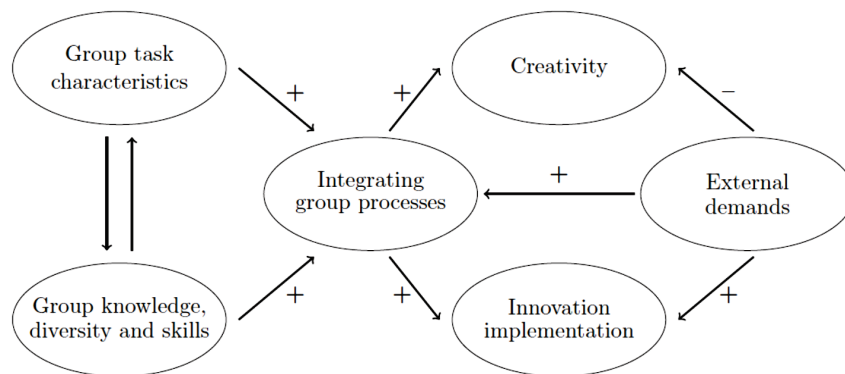 Group task
characteristics
Creativity
+
+
–
Integrating
group processes
+
External
demands
Group knowledge,
diversity and skills
+
+
Innovation
implementation
+